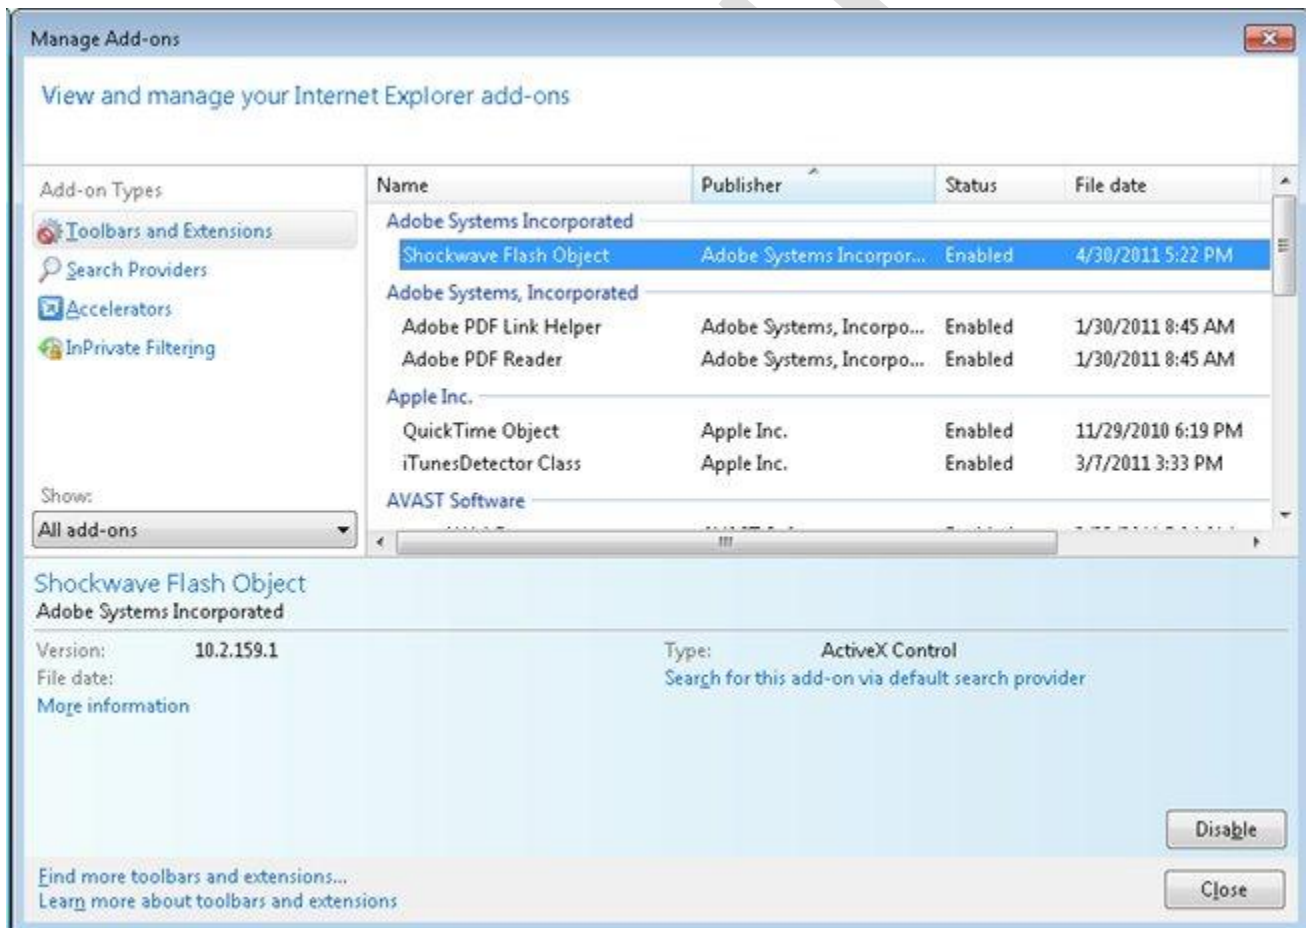 Manage Add-ons
View and manage your Internet Explorer add-ons
Add-on Types
Toolbars and Extensions
Search Providers
Accelerators
InPrivate Filtering
Show:
All add-ons
Name Publisher Status File date
Adobe Systems Incorporated
Shockwave Flash Object Adobe Systems Incorpor... Enabled 4/30/2011 5:22 PM
Adobe Systems, Incorporated
Adobe PDF Link Helper Adobe Systems, Incorpo... Enabled 1/30/2011 8:45 AM
Adobe PDF Reader Adobe Systems, Incorpo... Enabled 1/30/2011 8:45 AM
Apple Inc.
QuickTime Object Apple Inc. Enabled 11/29/2010 6:19 PM
iTunesDetector Class Apple Inc. Enabled 3/7/2011 3:33 PM
AVAST Software
Shockwave Flash Object
Adobe Systems Incorporated
Version: 10.2.159.1 Type: ActiveX Control
File date: Search for this add-on via default search provider
More information
Disable
Find more toolbars and extensions...
Learn more about toolbars and extensions
Close